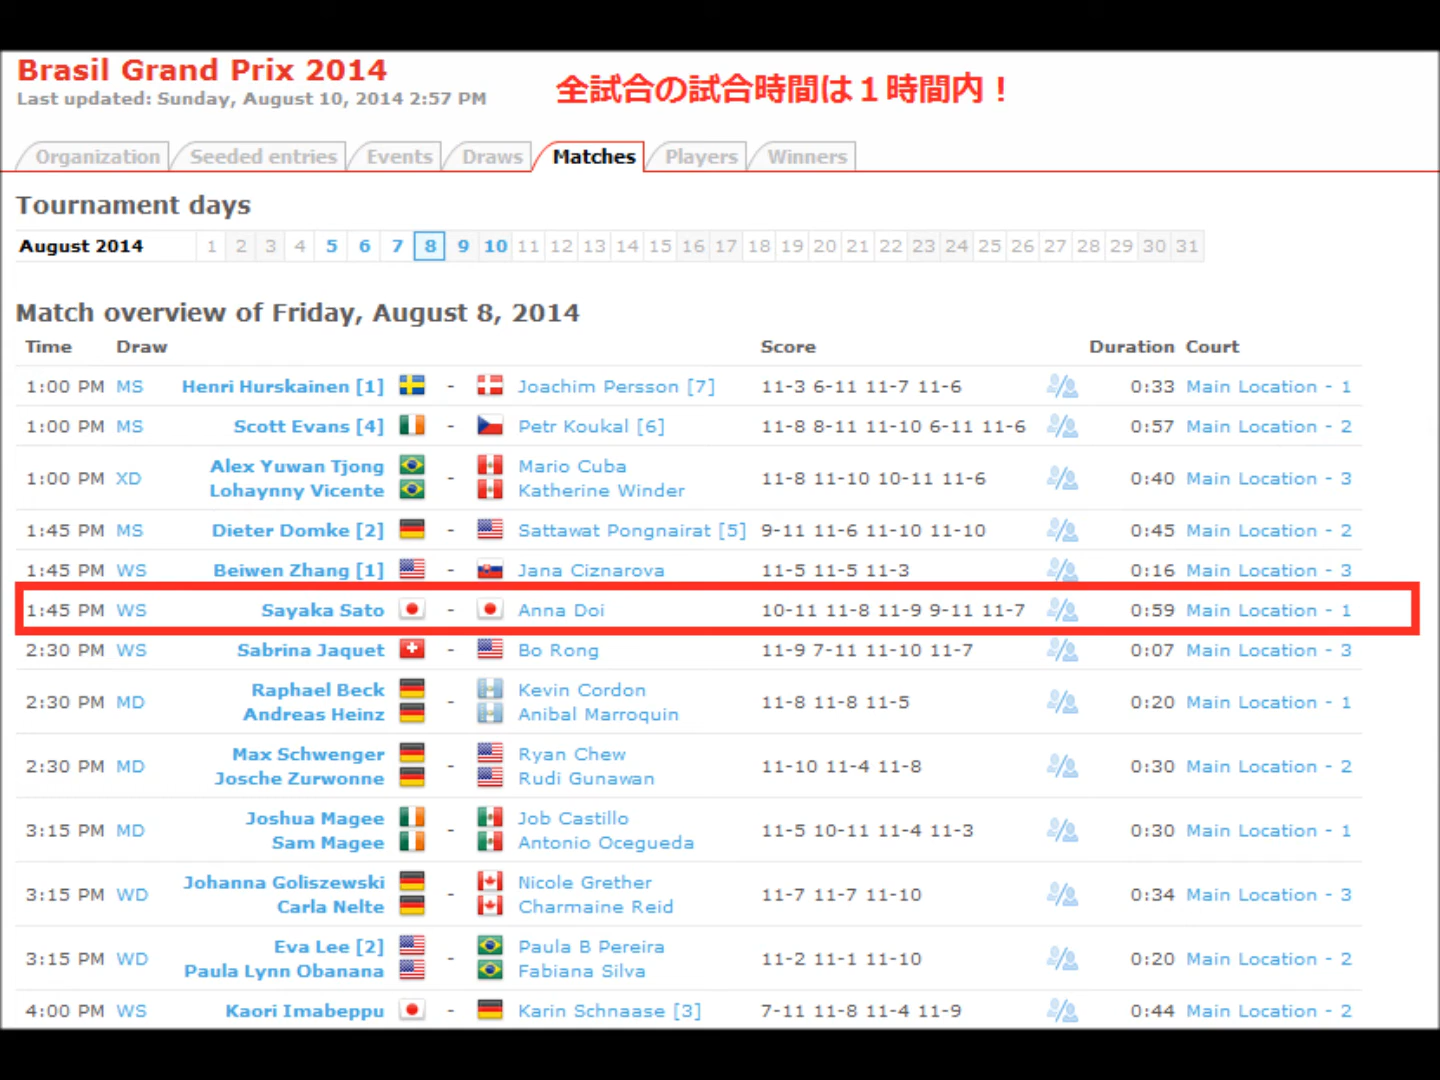 Brasil Grand Prix 2014
全試合の試合時間は１時間内！
Last updated: Sunday, August 10, 2014 2:57 PM
Organization Seeded entries Events Draws Matches Players Winners
Tournament days
August 2014 1 2 3 4 5 6 7 8 9 10 11 12 13 14 15 16 17 18 19 20 21 22 23 24 25 26 27 28 29 30 31
Match overview of Friday, August 8, 2014
Time Draw Score Duration Court
1:00 PM MS Henri Hurskainen [1] - Joachim Persson [7] 11-3 6-11 11-7 11-6 0:33 Main Location - 1
1:00 PM MS Scott Evans [4] - Petr Koukal [6] 11-8 8-11 11-10 6-11 11-6 0:57 Main Location - 2
Alex Yuwan Tjong Mario Cuba
1:00 PM XD - 11-8 11-10 10-11 11-6 0:40 Main Location - 3
Lohaynny Vicente Katherine Winder
1:45 PM MS Dieter Domke [2] - Sattawat Pongnairat [5] 9-11 11-6 11-10 11-10 0:45 Main Location - 2
1:45 PM WS Beiwen Zhang [1] - Jana Ciznarova 11-5 11-5 11-3 0:16 Main Location - 3
1:45 PM WS Sayaka Sato - Anna Doi 10-11 11-8 11-9 9-11 11-7 0:59 Main Location - 1
2:30 PM WS Sabrina Jaquet - Bo Rong 11-9 7-11 11-10 11-7 0:07 Main Location - 3
Raphael Beck Kevin Cordon
2:30 PM MD - 11-8 11-8 11-5 0:20 Main Location - 1
Andreas Heinz Anibal Marroquin
Max Schwenger Ryan Chew
2:30 PM MD - 11-10 11-4 11-8 0:30 Main Location - 2
Josche Zurwonne Rudi Gunawan
Joshua Magee Job Castillo
3:15 PM MD - 11-5 10-11 11-4 11-3 0:30 Main Location - 1
Sam Magee Antonio Ocegueda
Johanna Goliszewski Nicole Grether
3:15 PM WD 11-7 11-7 11-10 0:34 Main Location - 3
Carla Nelte Charmaine Reid
Eva Lee [2] Paula B Pereira
3:15 PM WD - 11-2 11-1 11-10 0:20 Main Location - 2
Paula Lynn Obanana Fabiana Silva
4:00 PM WS Kaori Imabeppu - Karin Schnaase [3] 7-11 11-8 11-4 11-9 0:44 Main Location - 2